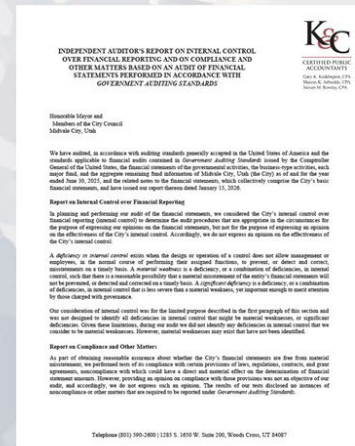 K&C
CERTIFIED PUBLIC
ACCOUNTANTS
INDEPENDENT AUDITOR'S REPORT ON INTERNAL CONTROL
OVER FINANCIAL REPORTING AND ON COMPLIANCE AND
OTHER MATTERS BASED ON AN AUDIT OF FINANCIAL
STATEMENTS PERFORMED IN ACCORDANCE WITH
GOVERNMENT AUDITING STANDARDS
Honorable Mayor and
Members of the City Council
Midvale City, Utah
We have audited, in accordance with auditing standards generally accepted in the United States of America and the
standards applicable to financial audits contained in Government Auditing Standards issued by the Comptroller
General of the United States, the financial statements of the governmental activities, the business-type activities, each
major fund, and the aggregate remaining fund information of Midvale City, Utah (the City) as of and for the year
ended June 30, 2025, and the related notes to the financial statements, which collectively comprise the City's basic
financial statements, and have issued our report thereon dated January 15, 2026.
Report on Internal Control over Financial Reporting
In planning and performing our audit of the financial statements, we considered the City's internal control over
financial reporting (internal control) to determine the audit procedures that are appropriate in the circumstances for
the purpose of expressing our opinions on the financial statements, but not for the purpose of expressing an opinion
on the effectiveness of the City's internal control. Accordingly, we do not express an opinion on the effectiveness of
the City's internal control.
A deficiency in internal control exists when the design or operation of a control does not allow management or
employees, in the normal course of performing their assigned functions, to prevent, or detect and correct,
misstatements on a timely basis. A material weakness is a deficiency, or a combination of deficiencies, in internal
control, such that there is a reasonable possibility that a material misstatement of the entity's financial statements will
not be prevented, or detected and corrected on a timely basis. A significant deficiency is a deficiency, or a combination
of deficiencies, in internal control that is less severe than a material weakness, yet important enough to merit attention
by those charged with governance.
Our consideration of internal control was for the limited purpose described in the first paragraph of this section and
was not designed to identify all deficiencies in internal control that might be material weaknesses, or significant
deficiencies. Given these limitations, during our audit we did not identify any deficiencies in internal control that we
consider to be material weaknesses. However, material weaknesses may exist that have not been identified.
Report on Compliance and Other Matters
As part of obtaining reasonable assurance about whether the City's financial statements are free from material
misstatement, we performed tests of its compliance with certain provisions of laws, regulations, contracts, and grant
agreements, noncompliance with which could have a direct and material effect on the determination of financial
statement amounts. However, providing an opinion on compliance with those provisions was not an objective of our
audit, and accordingly, we do not express such an opinion. The results of our tests disclosed no instances of
noncompliance or other matters that are required to be reported under Government Auditing Standards.
Telephone (801) 590-2600 | 1285 S. 1650 W. Suite 200, Woods Cross, UT 84087